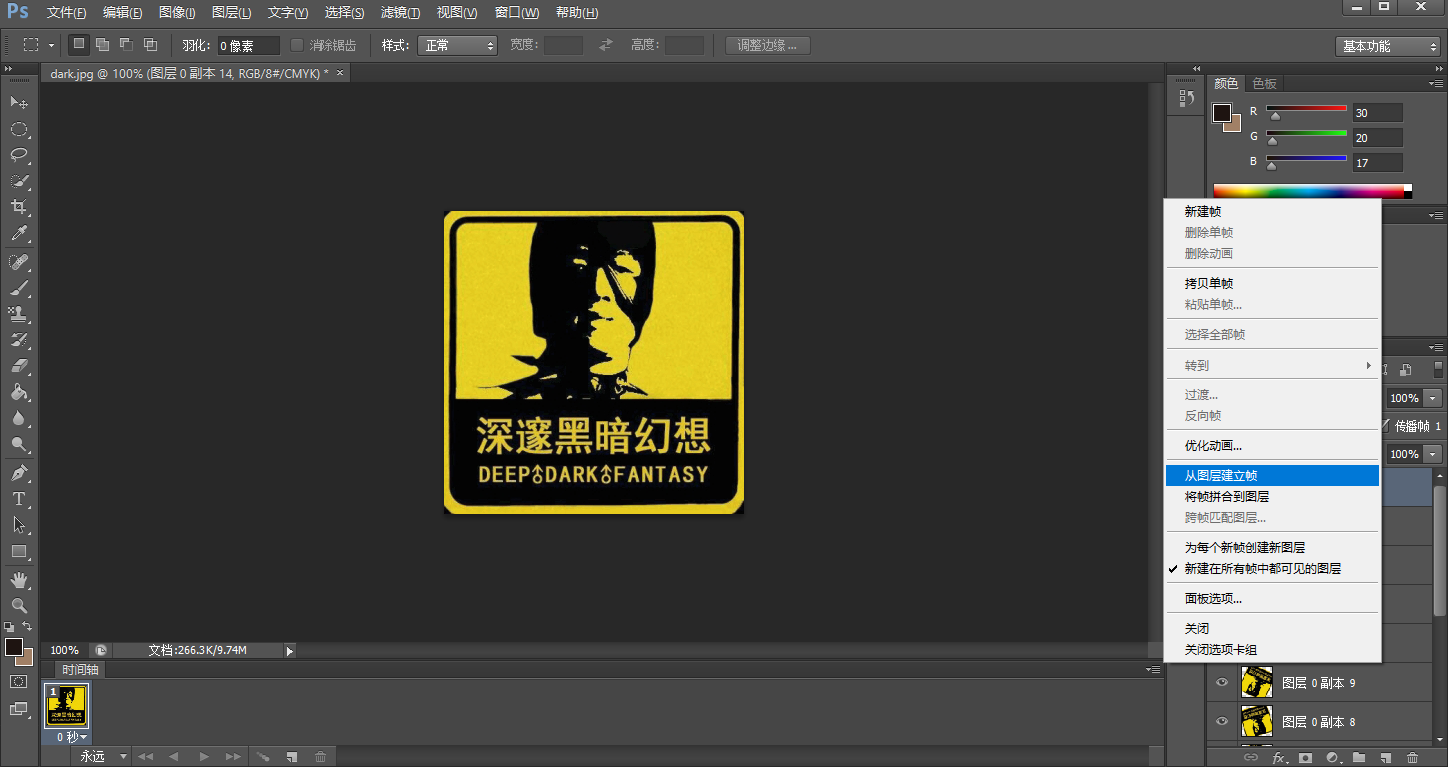 Ps 文件(F) 编辑(E) 图像(I) 图层(L) 文字(Y) 选择(S) 滤镜(T) 视图(V) 窗口(W) 帮助(H)
羽化: 0 像素 消除锯齿 样式: 正常 宽度: 高度: 调整边缘... 基本功能
dark.jpg @ 100% (图层 0 副本 14, RGB/8#/CMYK) * ×
颜色 色板
R 30
G 20
B 17
深邃黑暗幻想
DEEP♂DARK♂FANTASY
新建帧
删除单帧
删除动画
拷贝单帧
粘贴单帧...
选择全部帧
转到
过渡...
反向帧
优化动画...
从图层建立帧
将帧拼合到图层
跨帧匹配图层...
为每个新帧创建新图层
新建在所有帧中都可见的图层
面板选项...
关闭
关闭选项卡组
100%
传播帧 1
100%
图层 0 副本 9
图层 0 副本 8
100% 文档:266.3K/9.74M
时间轴
1
0 秒
永远
fx